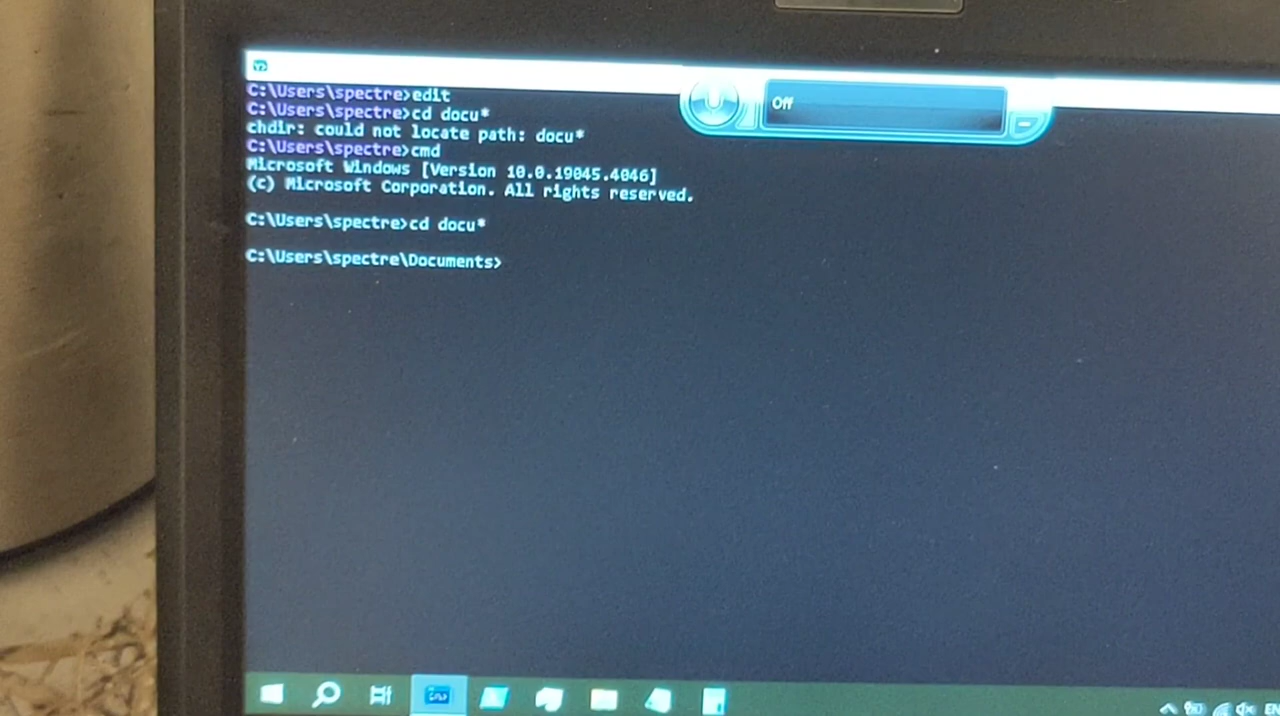 C:\Users\spectre>edit
C:\Users\spectre>cd docu*
chdir: could not locate path: docu*
C:\Users\spectre>cmd
Microsoft Windows [Version 10.0.19045.4046]
(c) Microsoft Corporation. All rights reserved.
C:\Users\spectre>cd docu*
C:\Users\spectre\Documents>
Off
EN